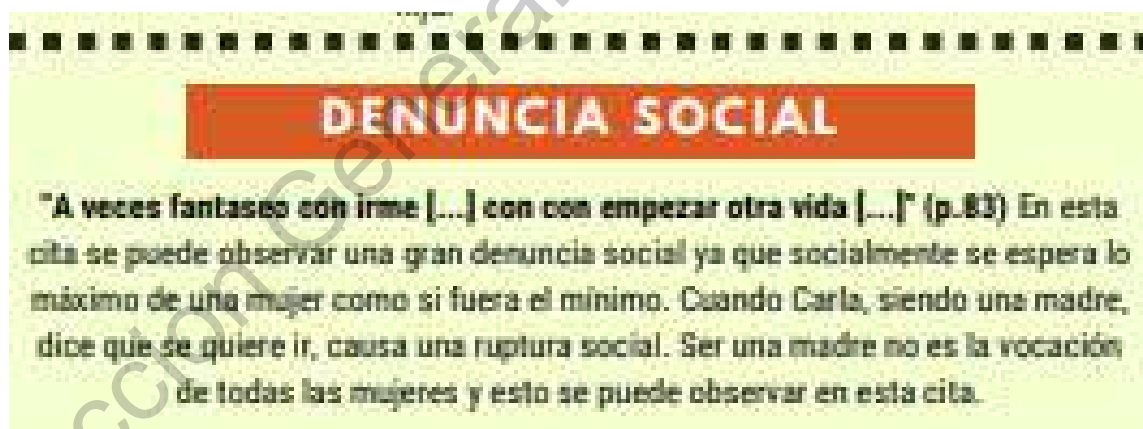 DENUNCIA SOCIAL
"A veces fantaseo con irme [...] con con empezar otra vida [...]" (p.83) En esta
cita se puede observar una gran denuncia social ya que socialmente se espera lo
máximo de una mujer como si fuera el mínimo. Cuando Carla, siendo una madre,
dice que se quiere ir, causa una ruptura social. Ser una madre no es la vocación
de todas las mujeres y esto se puede observar en esta cita.